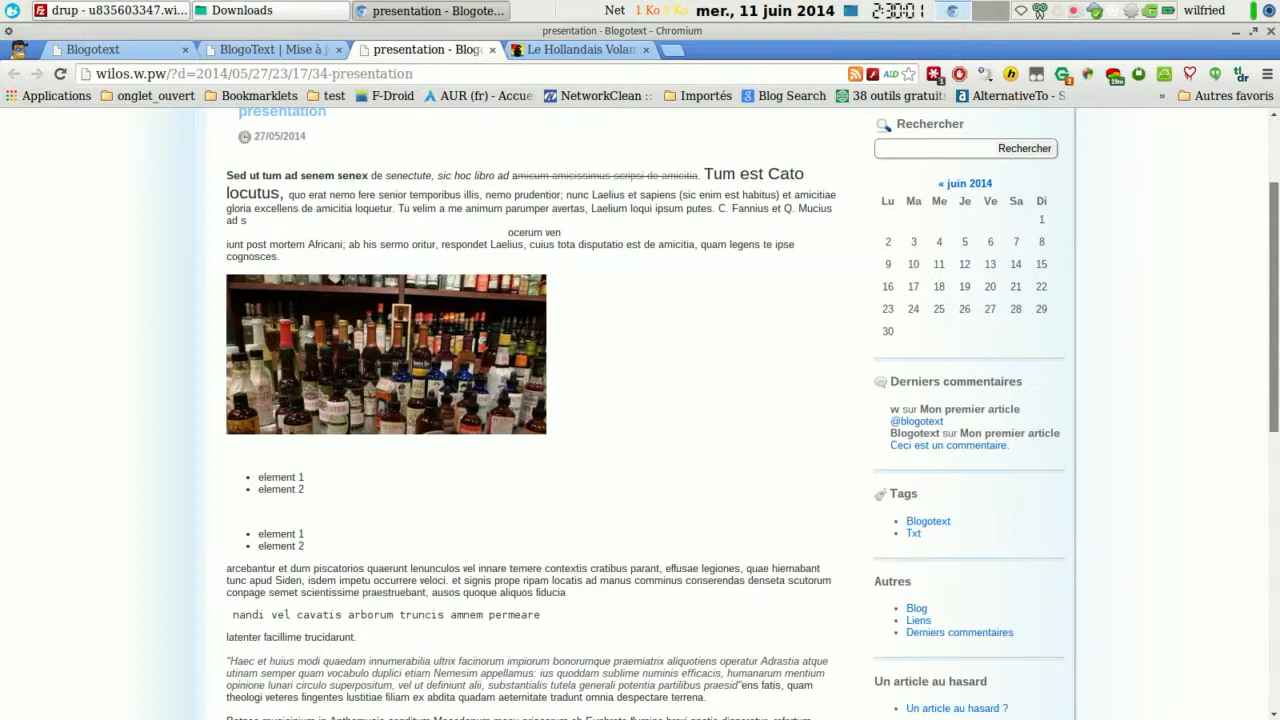 drup - u835603347.wi...
Downloads
presentation - Blogote...
Net 1 Ko
mer., 11 juin 2014
2:30:01
wilfried
presentation - Blogotext – Chromium
Blogotext
BlogoText | Mise à j
presentation - Blog
Le Hollandais Volan
wilos.w.pw/?d=2014/05/27/23/17/34-presentation
Applications
onglet_ouvert
Bookmarklets
test
F-Droid
AUR (fr) - Accue
NetworkClean ::
Importés
Blog Search
38 outils gratuits
AlternativeTo - S
»
Autres favoris
presentation
27/05/2014
Sed ut tum ad senem senex de senectute, sic hoc libro ad amicum amicissimus scripsi de amicitia. Tum est Cato
locutus, quo erat nemo fere senior temporibus illis, nemo prudentior; nunc Laelius et sapiens (sic enim est habitus) et amicitiae
gloria excellens de amicitia loquetur. Tu velim a me animum parumper avertas, Laelium loqui ipsum putes. C. Fannius et Q. Mucius
ad s
ocerum ven
iunt post mortem Africani; ab his sermo oritur, respondet Laelius, cuius tota disputatio est de amicitia, quam legens te ipse
cognosces.
element 1
element 2
element 1
element 2
arcebantur et dum piscatorios quaerunt lenunculos vel innare temere contextis cratibus parant, effusae legiones, quae hiemabant
tunc apud Siden, isdem impetu occurrere veloci. et signis prope ripam locatis ad manus comminus conserendas denseta scutorum
conpage semet scientissime praestruebant, ausos quoque aliquos fiducia
nandi vel cavatis arborum truncis amnem permeare
latenter facillime trucidarunt.
"Haec et huius modi quaedam innumerabilia ultrix facinorum impiorum bonorumque praemiatrix aliquotiens operatur Adrastia atque
utinam semper quam vocabulo duplici etiam Nemesim appellamus: ius quoddam sublime numinis efficacis, humanarum mentium
opinione lunari circulo superpositum, vel ut definiunt alii, substantialis tutela generali potentia partilibus praesid"ens fatis, quam
theologi veteres fingentes Iustitiae filiam ex abdita quadam aeternitate tradunt omnia despectare terrena.
Rechercher
Rechercher
« juin 2014
Lu Ma Me Je Ve Sa Di
1
2 3 4 5 6 7 8
9 10 11 12 13 14 15
16 17 18 19 20 21 22
23 24 25 26 27 28 29
30
Derniers commentaires
w sur Mon premier article
@blogotext
Blogotext sur Mon premier article
Ceci est un commentaire.
Tags
Blogotext
Txt
Autres
Blog
Liens
Derniers commentaires
Un article au hasard
Un article au hasard ?